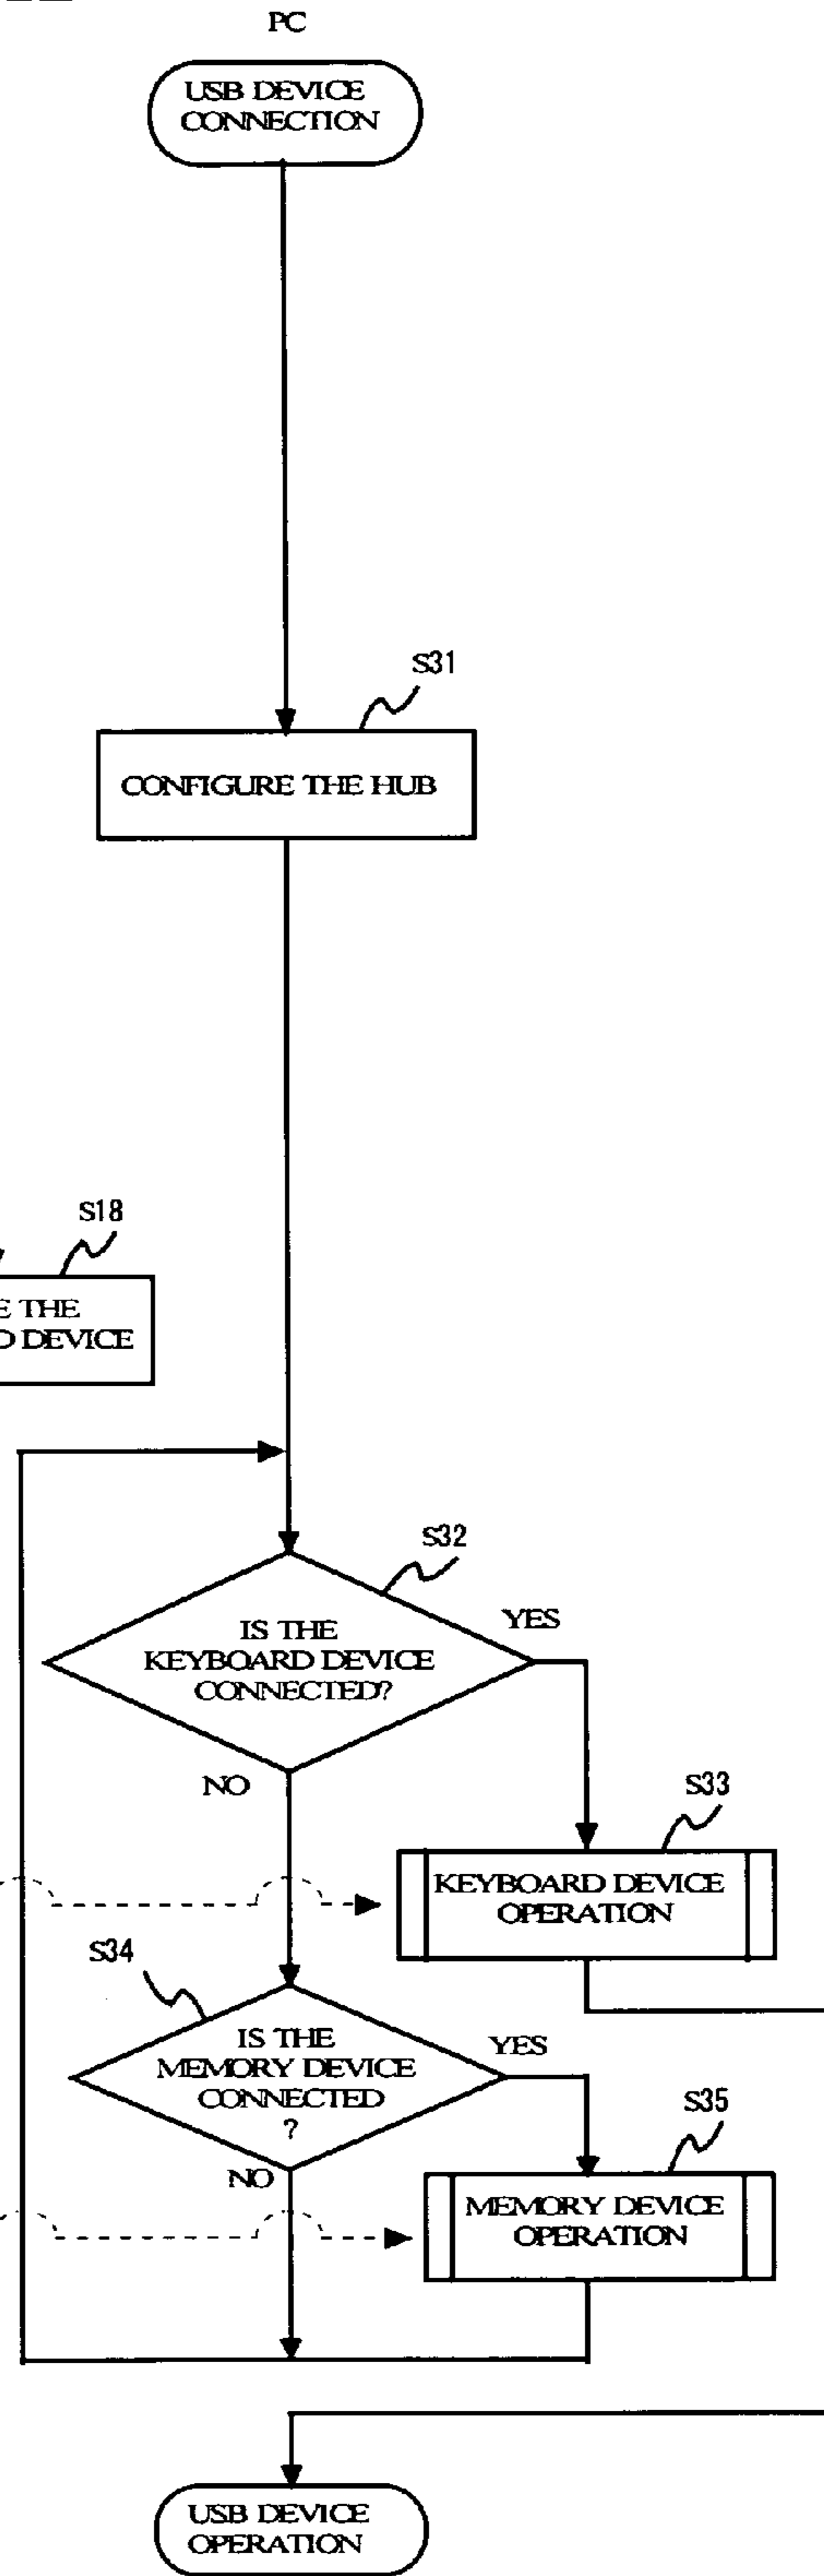 PC
USB DEVICE
CONNECTION
S31
CONFIGURE THE HUB
S18
E THE
D DEVICE
S32
IS THE
KEYBOARD DEVICE
CONNECTED?
YES
NO
S33
KEYBOARD DEVICE
OPERATION
S34
IS THE
MEMORY DEVICE
CONNECTED
?
YES
NO
S35
MEMORY DEVICE
OPERATION
USB DEVICE
OPERATION